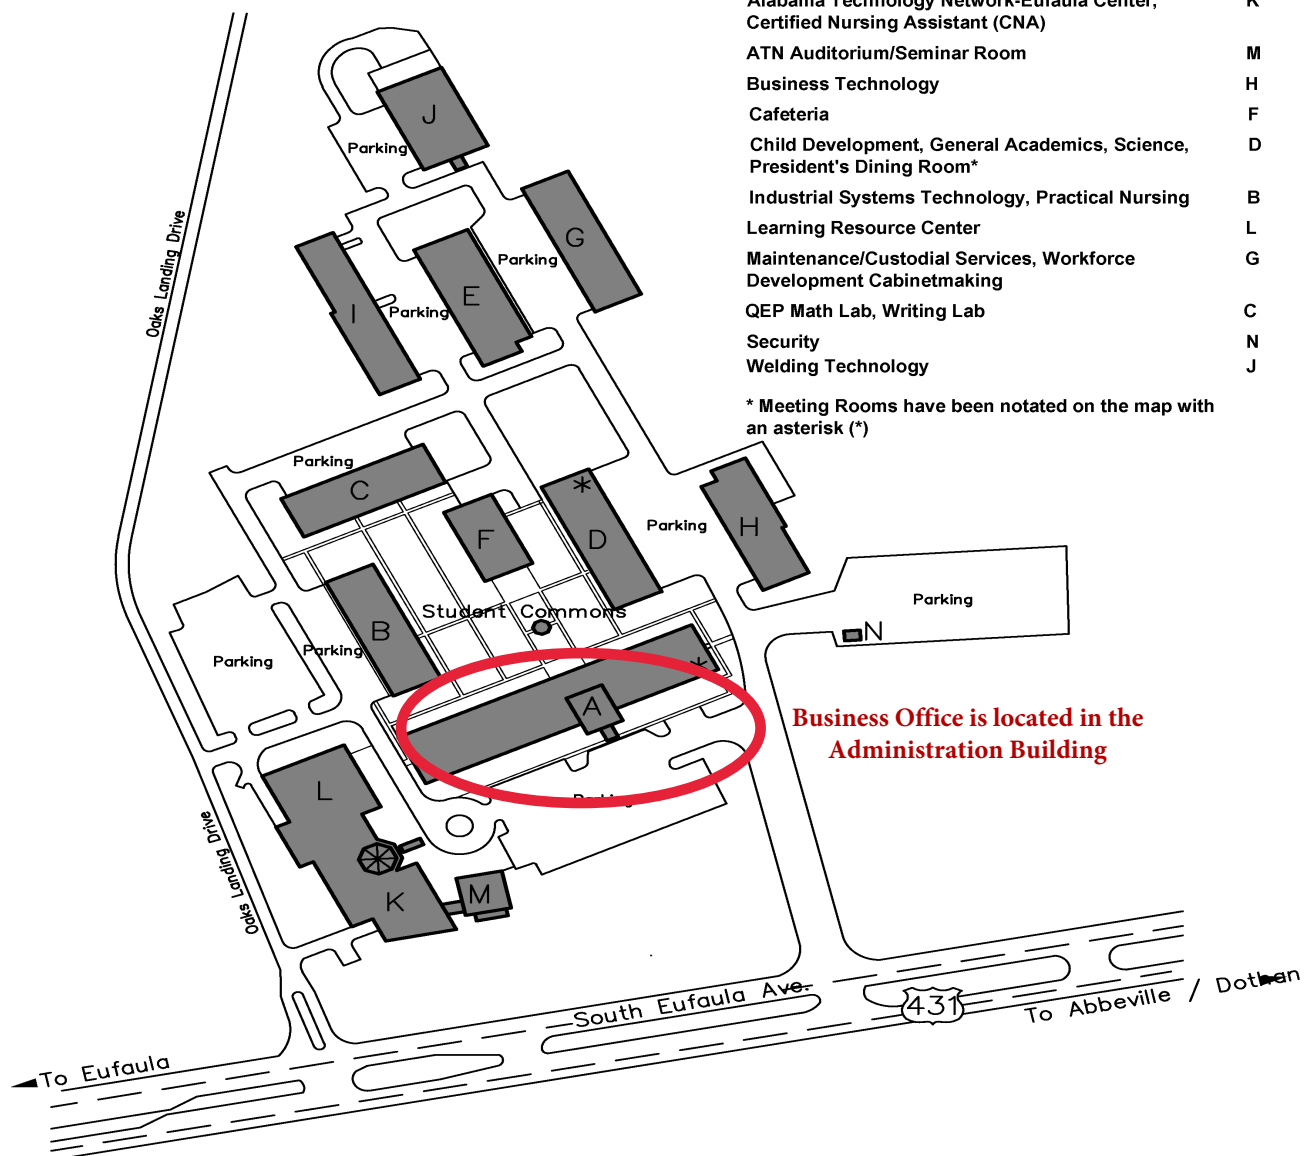 Alabama Technology Network-Eufaula Center, K
Certified Nursing Assistant (CNA)
ATN Auditorium/Seminar Room M
Business Technology H
Cafeteria F
Child Development, General Academics, Science, D
President's Dining Room*
Industrial Systems Technology, Practical Nursing B
Learning Resource Center L
Maintenance/Custodial Services, Workforce G
Development Cabinetmaking
QEP Math Lab, Writing Lab C
Security N
Welding Technology J
* Meeting Rooms have been notated on the map with
an asterisk (*)
J
Parking
G
Oaks Landing Drive
Parking
E
I
Parking
Parking
C
*
F
D
Parking
H
Parking
Student Commons
B
N
Parking
Parking
*
A
Business Office is located in the
Administration Building
L
Parking
Oaks Landing Drive
K
M
South Eufaula Ave.
431
To Abbeville / Dothan
To Eufaula